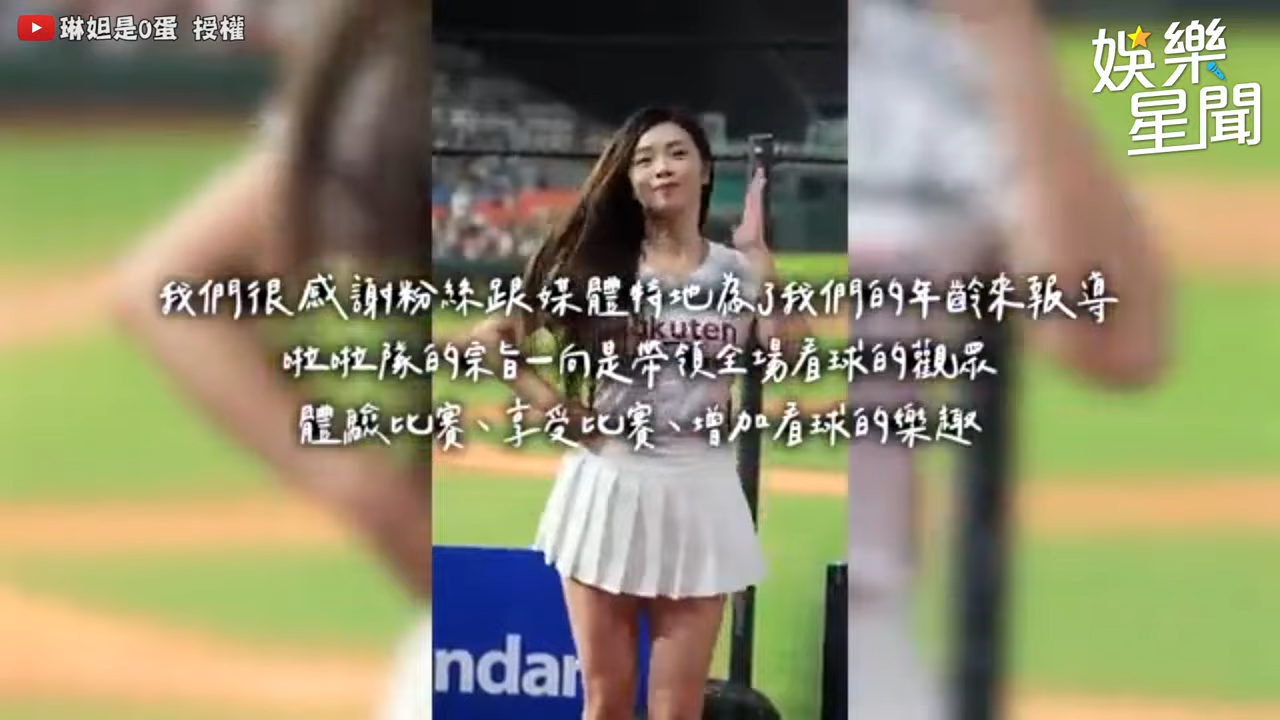 琳妲是0蛋 授權
娛樂
星聞
我們很感謝粉絲跟媒體特地為了我們的年齡來報導
啦啦隊的宗旨一向是帶領全場看球的觀眾
體驗比賽、享受比賽、增加看球的樂趣
akuten
ndar